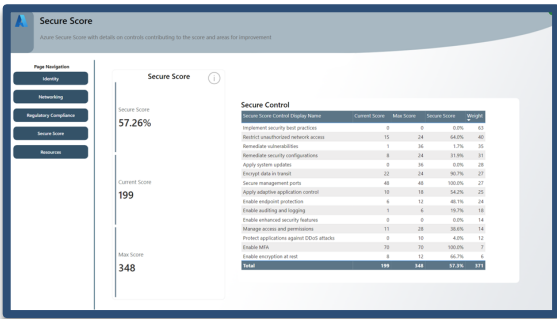 Secure Score
Azure Secure Score with details on controls contributing to the score and areas for improvement
Page Navigation
Identity
Networking
Regulatory Compliance
Secure Score
Resources
Secure Score
Secure Score
57.26%
Current Score
199
Max Score
348
Secure Control
Secure Score Control Display Name Current Score Max Score Secure Score Weight
Implement security best practices 0 0 0.0% 63
Restrict unauthorized network access 15 24 64.0% 40
Remediate vulnerabilities 1 36 1.7% 35
Remediate security configurations 8 24 31.9% 31
Apply system updates 0 36 0.0% 28
Encrypt data in transit 22 24 90.7% 27
Secure management ports 48 48 100.0% 27
Apply adaptive application control 10 18 54.2% 25
Enable endpoint protection 6 12 48.1% 24
Enable auditing and logging 1 6 19.7% 18
Enable enhanced security features 0 0 0.0% 14
Manage access and permissions 11 28 38.6% 14
Protect applications against DDoS attacks 0 10 4.0% 12
Enable MFA 70 70 100.0% 7
Enable encryption at rest 8 12 66.7% 6
Total 199 348 57.3% 371